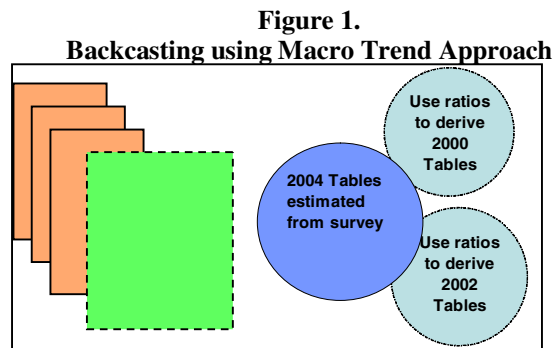 Figure 1.
Backcasting using Macro Trend Approach
Use ratios
to derive
2000
Tables
2004 Tables
estimated
from survey
Use ratios
to derive
2002
Tables